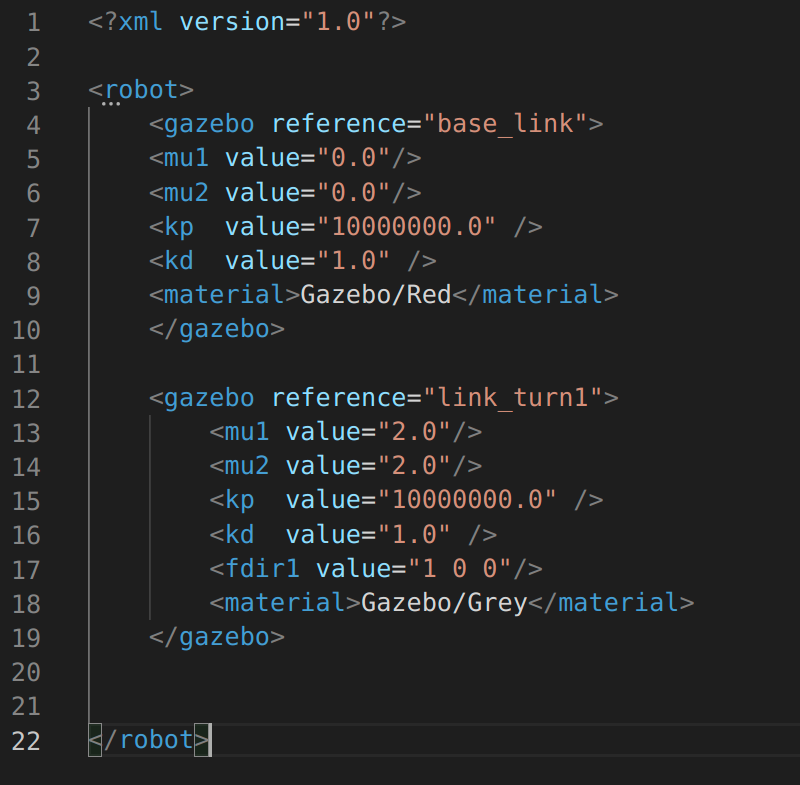 1 <?xml version="1.0"?>
2
3 <robot>
4     <gazebo reference="base_link">
5     <mu1 value="0.0"/>
6     <mu2 value="0.0"/>
7     <kp  value="10000000.0" />
8     <kd  value="1.0" />
9     <material>Gazebo/Red</material>
10     </gazebo>
11
12     <gazebo reference="link_turn1">
13         <mu1 value="2.0"/>
14         <mu2 value="2.0"/>
15         <kp  value="10000000.0" />
16         <kd  value="1.0" />
17         <fdir1 value="1 0 0"/>
18         <material>Gazebo/Grey</material>
19     </gazebo>
20
21
22 </robot>